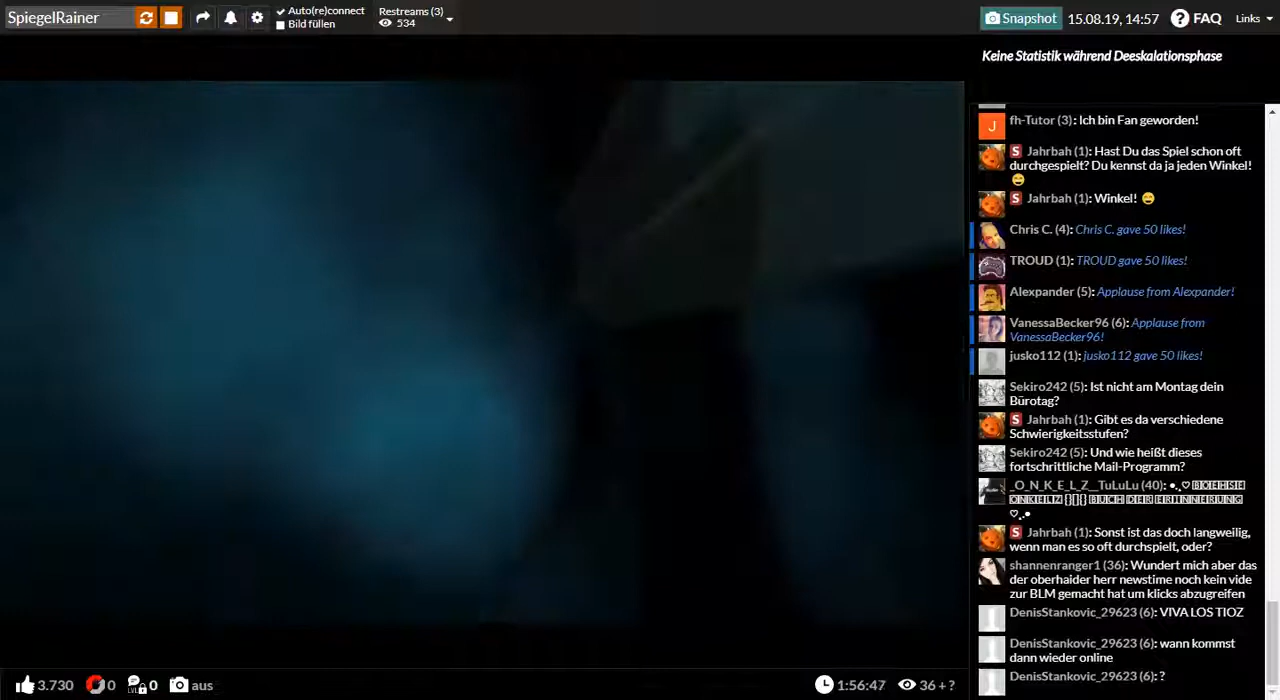 SpiegelRainer
Auto(re)connect
Bild füllen
Restreams (3)
534
Snapshot
15.08.19, 14:57
FAQ
Links
Keine Statistik während Deeskalationsphase
fh-Tutor (3): Ich bin Fan geworden!
S Jahrbah (1): Hast Du das Spiel schon oft
durchgespielt? Du kennst da ja jeden Winkel!
S Jahrbah (1): Winkel!
Chris C. (4): Chris C. gave 50 likes!
TROUD (1): TROUD gave 50 likes!
Alexpander (5): Applause from Alexpander!
VanessaBecker96 (6): Applause from
VanessaBecker96!
jusko112 (1): jusko112 gave 50 likes!
Sekiro242 (5): Ist nicht am Montag dein
Bürotag?
S Jahrbah (1): Gibt es da verschiedene
Schwierigkeitsstufen?
Sekiro242 (5): Und wie heißt dieses
fortschrittliche Mail-Programm?
_O_N_K_E_L_Z__TuLuLu (40):
S Jahrbah (1): Sonst ist das doch langweilig,
wenn man es so oft durchspielt, oder?
shannenranger1 (36): Wundert mich aber das
der oberhaider herr newstime noch kein vide
zur BLM gemacht hat um klicks abzugreifen
DenisStankovic_29623 (6): VIVA LOS TIOZ
DenisStankovic_29623 (6): wann kommst
dann wieder online
DenisStankovic_29623 (6): ?
3.730
0
0
aus
1:56:47
36 + ?